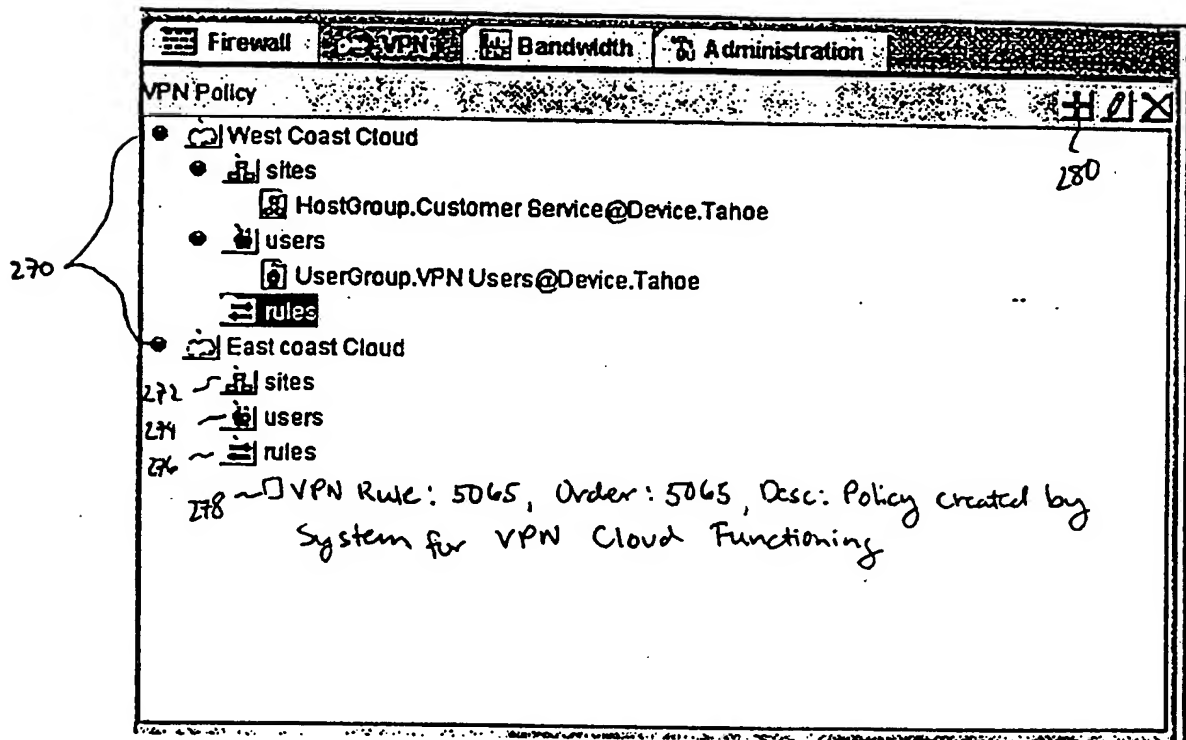 Firewall VPN Bandwidth Administration
VPN Policy
280
West Coast Cloud
sites
HostGroup.Customer Service@Device.Tahoe
users
270
UserGroup.VPN Users@Device.Tahoe
rules
East coast Cloud
272 sites
274 users
276 rules
278 VPN Rule: 5065, Order: 5065, Desc: Policy created by
System for VPN Cloud Functioning